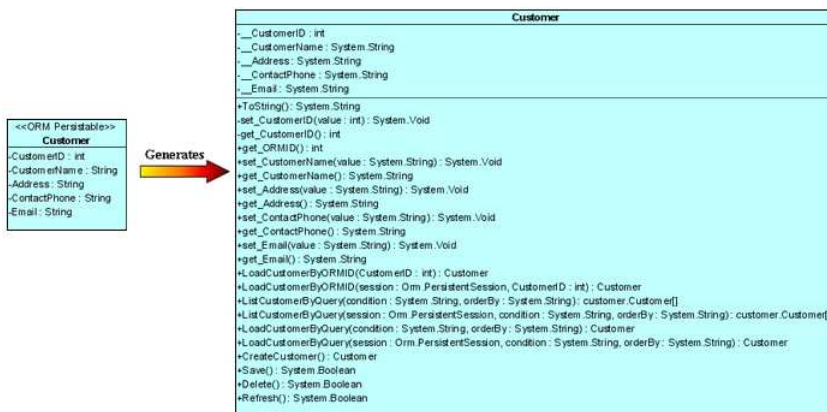 <<ORM Persistable>>
Customer
-CustomerID : int
-CustomerName : String
-Address : String
-ContactPhone : String
-Email : String
Generates
Customer
-__CustomerID : int
-__CustomerName : System.String
-__Address : System.String
-__ContactPhone : System.String
-__Email : System.String
+ToString() : System.String
-set_CustomerID(value : int) : System.Void
-get_CustomerID() : int
+get_ORMID() : int
+set_CustomerName(value : System.String) : System.Void
+get_CustomerName() : System.String
+set_Address(value : System.String) : System.Void
+get_Address() : System.String
+set_ContactPhone(value : System.String) : System.Void
+get_ContactPhone() : System.String
+set_Email(value : System.String) : System.Void
+get_Email() : System.String
+LoadCustomerByORMID(CustomerID : int) : Customer
+LoadCustomerByORMID(session : Orm.PersistentSession, CustomerID : int) : Customer
+ListCustomerByQuery(condition : System.String, orderBy : System.String) : customer.Customer[]
+ListCustomerByQuery(session : Orm.PersistentSession, condition : System.String, orderBy : System.String) : customer.Customer[
+LoadCustomerByQuery(condition : System.String, orderBy : System.String) : Customer
+LoadCustomerByQuery(session : Orm.PersistentSession, condition : System.String, orderBy : System.String) : Customer
+CreateCustomer() : Customer
+Save() : System.Boolean
+Delete() : System.Boolean
+Refresh() : System.Boolean